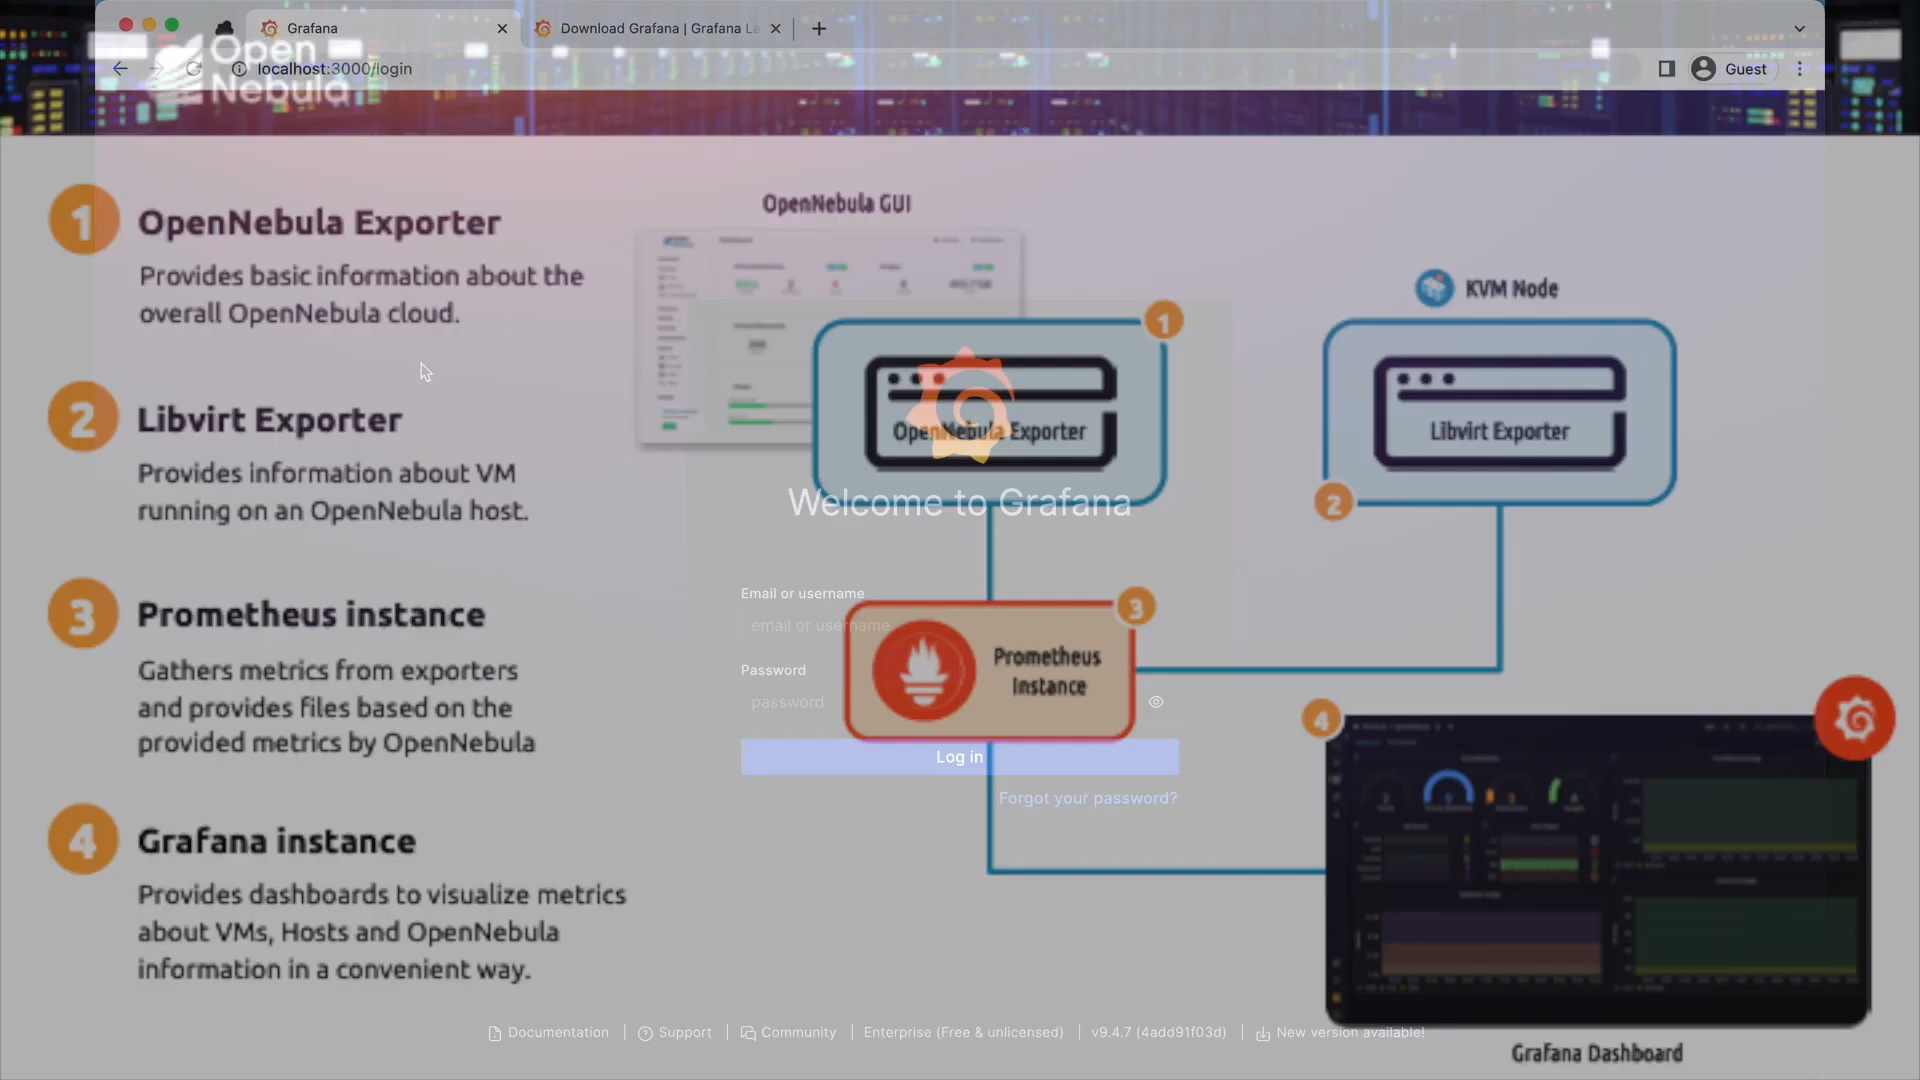 Grafana
Download Grafana | Grafana La
Open
Nebula
localhost:3000/login
Guest
1
OpenNebula Exporter
Provides basic information about the
overall OpenNebula cloud.
2
Libvirt Exporter
Provides information about VM
running on an OpenNebula host.
3
Prometheus instance
Gathers metrics from exporters
and provides files based on the
provided metrics by OpenNebula
4
Grafana instance
Provides dashboards to visualize metrics
about VMs, Hosts and OpenNebula
information in a convenient way.
OpenNebula GUI
1
OpenNebula Exporter
KVM Node
Libvirt Exporter
2
Welcome to Grafana
Email or username
email or username
Password
password
Log in
Forgot your password?
3
Prometheus
Instance
4
Grafana Dashboard
Documentation
Support
Community
Enterprise (Free & unlicensed)
v9.4.7 (4add91f03d)
New version available!